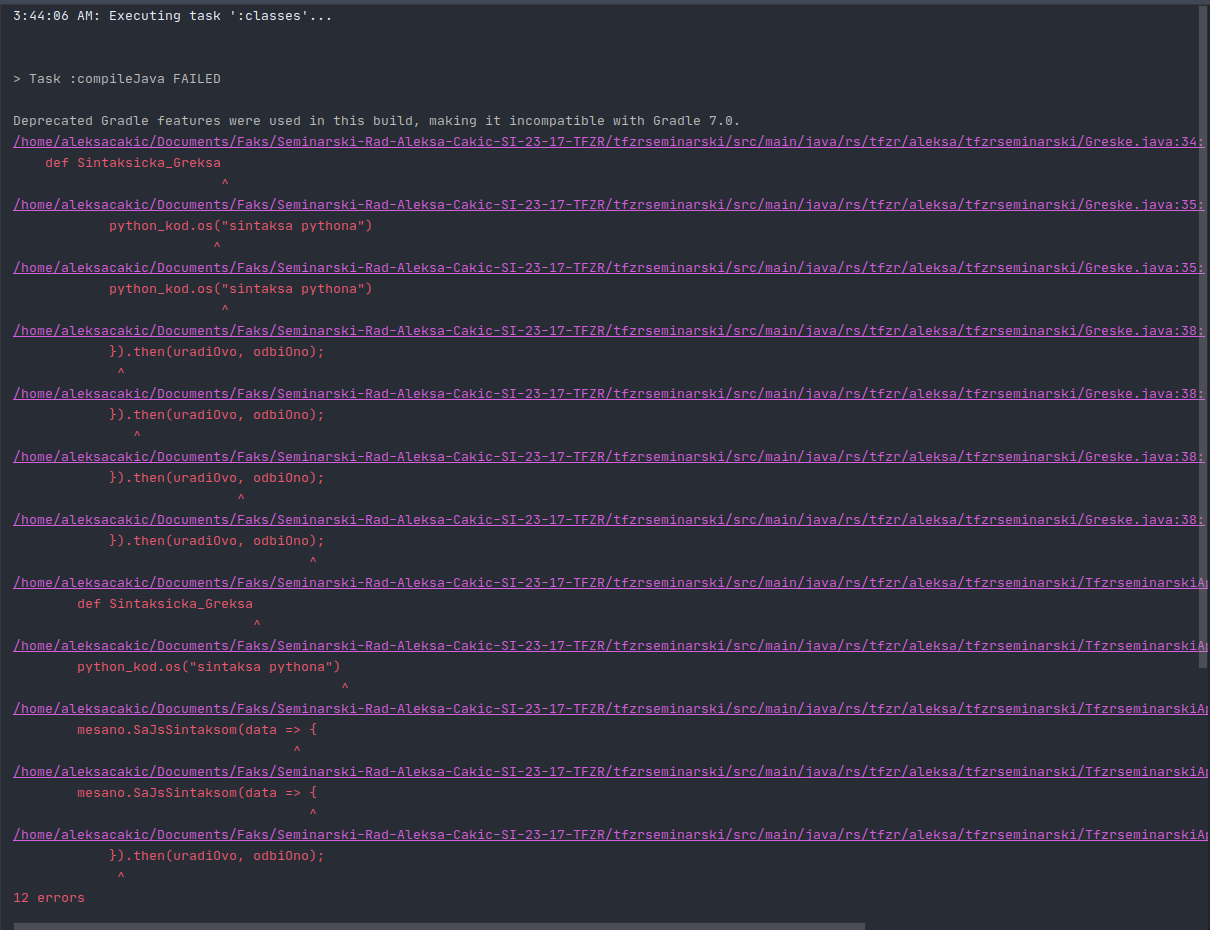 3:44:06 AM: Executing task ':classes'...
> Task :compileJava FAILED
Deprecated Gradle features were used in this build, making it incompatible with Gradle 7.0.
/home/aleksacakic/Documents/Faks/Seminarski-Rad-Aleksa-Cakic-SI-23-17-TFZR/tfzrseminarski/src/main/java/rs/tfzr/aleksa/tfzrseminarski/Greske.java:34:
def Sintaksicka_Greksa
^
/home/aleksacakic/Documents/Faks/Seminarski-Rad-Aleksa-Cakic-SI-23-17-TFZR/tfzrseminarski/src/main/java/rs/tfzr/aleksa/tfzrseminarski/Greske.java:35:
python_kod.os("sintaksa pythona")
^
/home/aleksacakic/Documents/Faks/Seminarski-Rad-Aleksa-Cakic-SI-23-17-TFZR/tfzrseminarski/src/main/java/rs/tfzr/aleksa/tfzrseminarski/Greske.java:35:
python_kod.os("sintaksa pythona")
^
/home/aleksacakic/Documents/Faks/Seminarski-Rad-Aleksa-Cakic-SI-23-17-TFZR/tfzrseminarski/src/main/java/rs/tfzr/aleksa/tfzrseminarski/Greske.java:38:
}).then(uradiOvo, odbiOno);
^
/home/aleksacakic/Documents/Faks/Seminarski-Rad-Aleksa-Cakic-SI-23-17-TFZR/tfzrseminarski/src/main/java/rs/tfzr/aleksa/tfzrseminarski/Greske.java:38:
}).then(uradiOvo, odbiOno);
^
/home/aleksacakic/Documents/Faks/Seminarski-Rad-Aleksa-Cakic-SI-23-17-TFZR/tfzrseminarski/src/main/java/rs/tfzr/aleksa/tfzrseminarski/Greske.java:38:
}).then(uradiOvo, odbiOno);
^
/home/aleksacakic/Documents/Faks/Seminarski-Rad-Aleksa-Cakic-SI-23-17-TFZR/tfzrseminarski/src/main/java/rs/tfzr/aleksa/tfzrseminarski/Greske.java:38:
}).then(uradiOvo, odbiOno);
^
/home/aleksacakic/Documents/Faks/Seminarski-Rad-Aleksa-Cakic-SI-23-17-TFZR/tfzrseminarski/src/main/java/rs/tfzr/aleksa/tfzrseminarski/TfzrseminarskiAp
def Sintaksicka_Greksa
^
/home/aleksacakic/Documents/Faks/Seminarski-Rad-Aleksa-Cakic-SI-23-17-TFZR/tfzrseminarski/src/main/java/rs/tfzr/aleksa/tfzrseminarski/TfzrseminarskiAp
python_kod.os("sintaksa pythona")
^
/home/aleksacakic/Documents/Faks/Seminarski-Rad-Aleksa-Cakic-SI-23-17-TFZR/tfzrseminarski/src/main/java/rs/tfzr/aleksa/tfzrseminarski/TfzrseminarskiAp
mesano.SaJsSintaksom(data => {
^
/home/aleksacakic/Documents/Faks/Seminarski-Rad-Aleksa-Cakic-SI-23-17-TFZR/tfzrseminarski/src/main/java/rs/tfzr/aleksa/tfzrseminarski/TfzrseminarskiAp
mesano.SaJsSintaksom(data => {
^
/home/aleksacakic/Documents/Faks/Seminarski-Rad-Aleksa-Cakic-SI-23-17-TFZR/tfzrseminarski/src/main/java/rs/tfzr/aleksa/tfzrseminarski/TfzrseminarskiAp
}).then(uradiOvo, odbiOno);
^
12 errors